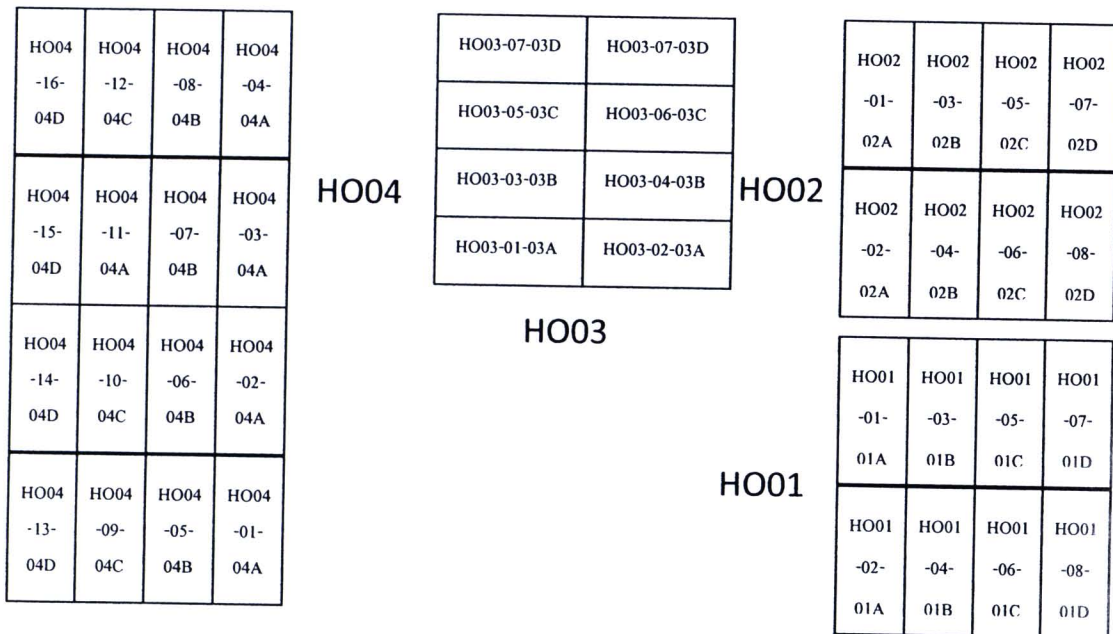 HO04 HO04 HO04 HO04
-16- -12- -08- -04-
04D 04C 04B 04A
HO04 HO04 HO04 HO04
-15- -11- -07- -03-
04D 04A 04B 04A
HO04 HO04 HO04 HO04
-14- -10- -06- -02-
04D 04C 04B 04A
HO04 HO04 HO04 HO04
-13- -09- -05- -01-
04D 04C 04B 04A
HO04
HO03-07-03D HO03-07-03D
HO03-05-03C HO03-06-03C
HO03-03-03B HO03-04-03B
HO03-01-03A HO03-02-03A
HO03
HO02
HO02 HO02 HO02 HO02
-01- -03- -05- -07-
02A 02B 02C 02D
HO02 HO02 HO02 HO02
-02- -04- -06- -08-
02A 02B 02C 02D
HO01
HO01 HO01 HO01 HO01
-01- -03- -05- -07-
01A 01B 01C 01D
HO01 HO01 HO01 HO01
-02- -04- -06- -08-
01A 01B 01C 01D